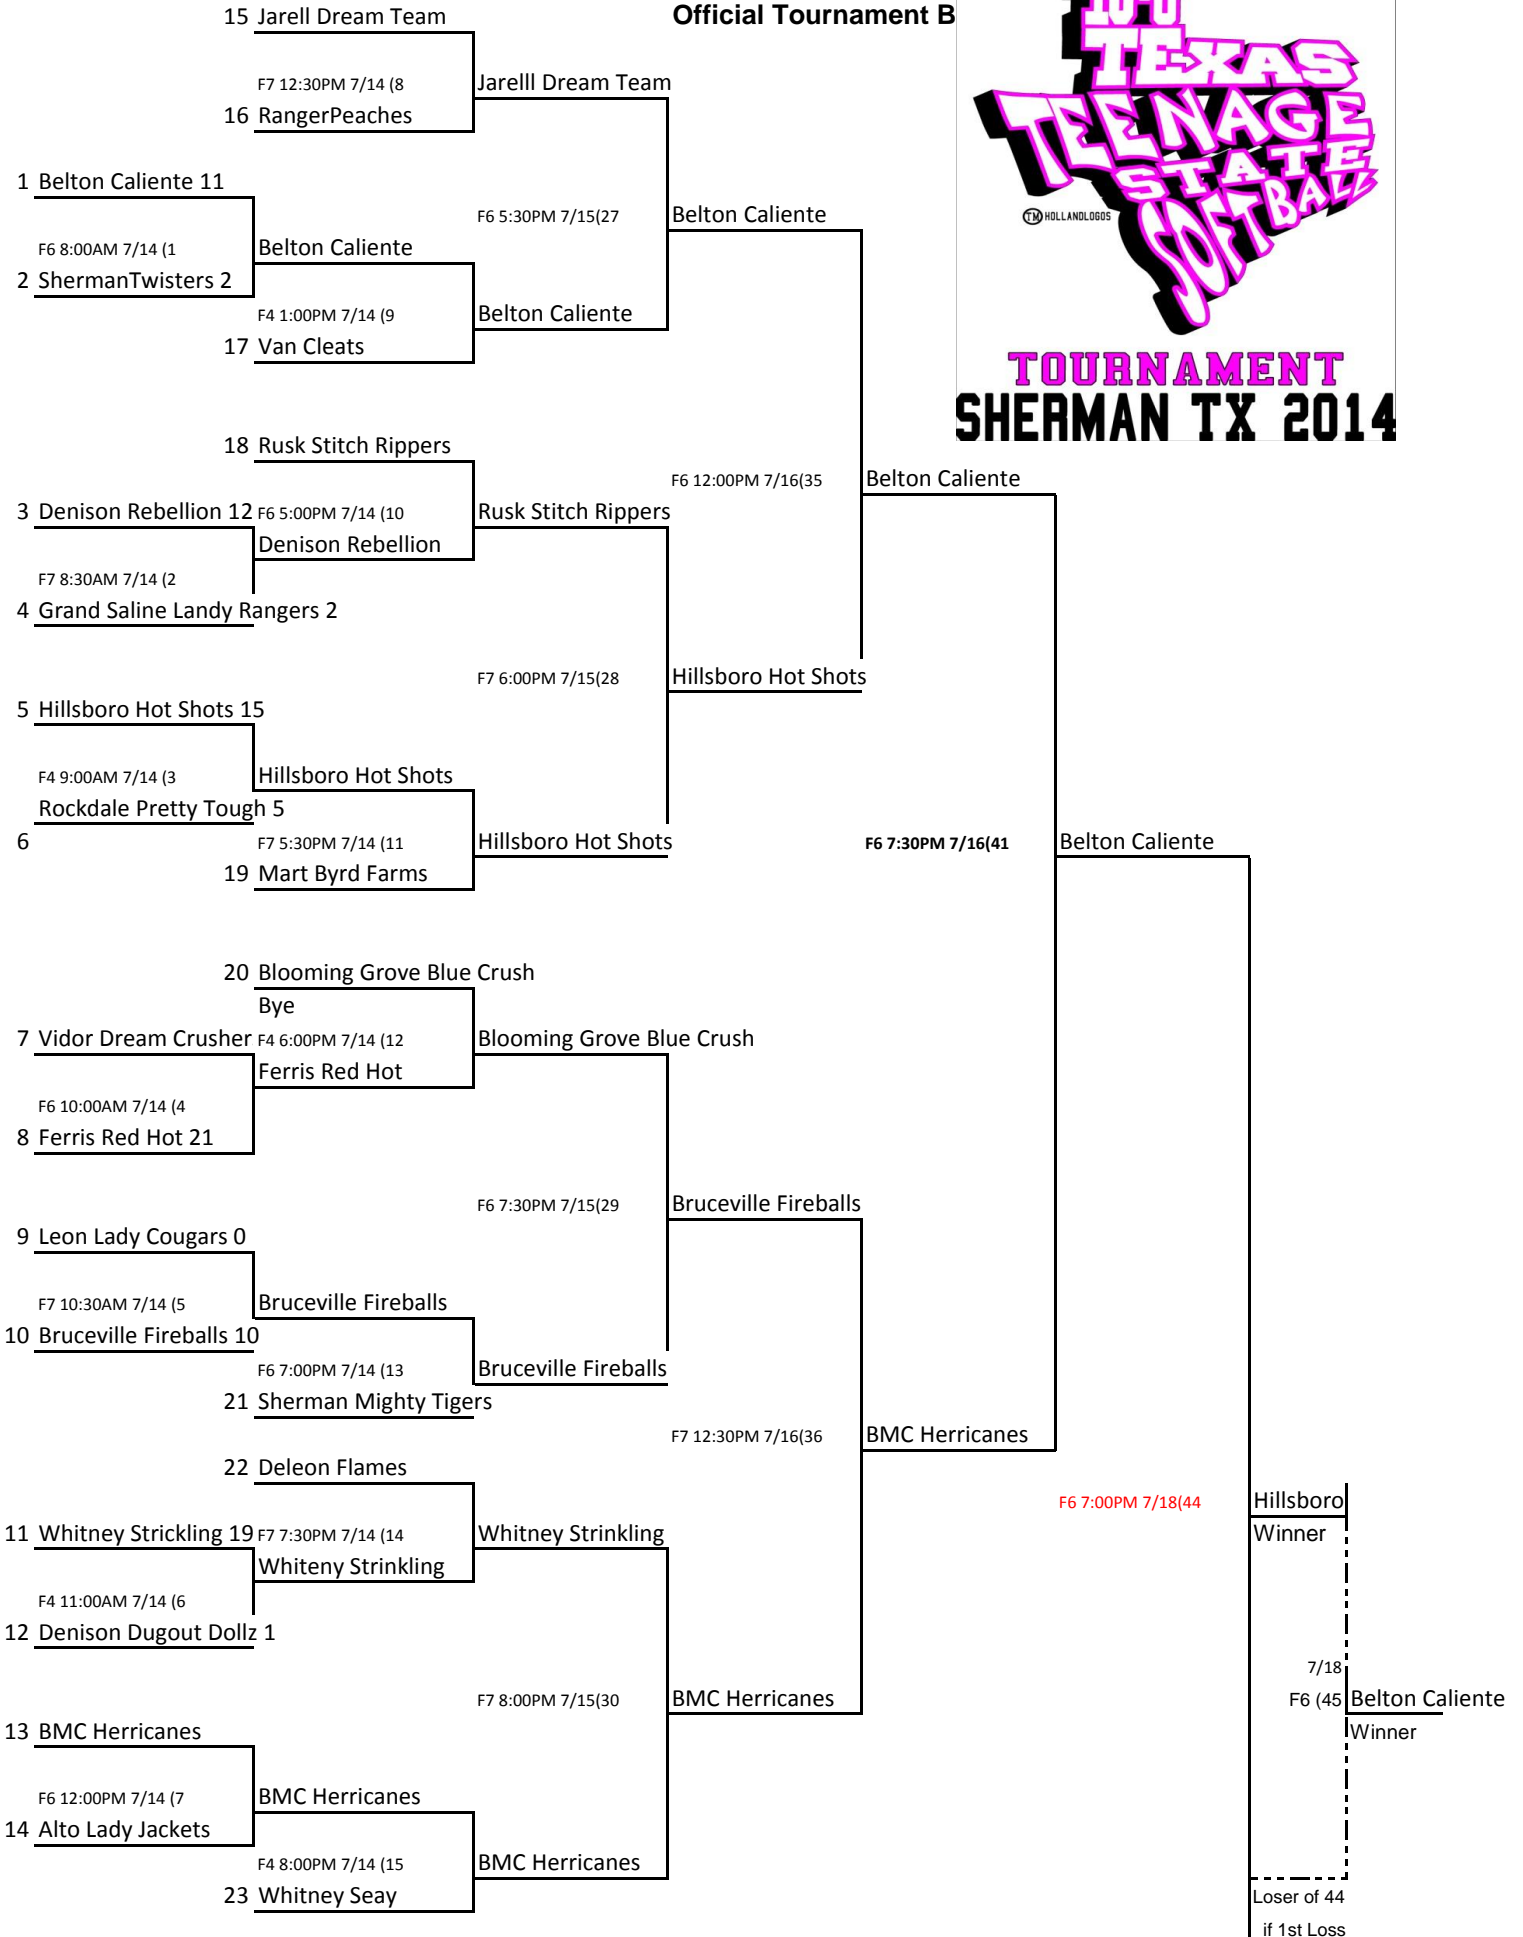 15 Jarell Dream Team
Official Tournament B
10-U
TEXAS
TEENAGE
STATE
SOFTBALL
TM HOLLANDLOGOS
TOURNAMENT
SHERMAN TX 2014
F7 12:30PM 7/14 (8
Jarelll Dream Team
16 RangerPeaches
1 Belton Caliente 11
F6 5:30PM 7/15(27
Belton Caliente
F6 8:00AM 7/14 (1
Belton Caliente
2 ShermanTwisters 2
F4 1:00PM 7/14 (9
Belton Caliente
17 Van Cleats
18 Rusk Stitch Rippers
F6 12:00PM 7/16(35
Belton Caliente
3 Denison Rebellion 12
F6 5:00PM 7/14 (10
Rusk Stitch Rippers
Denison Rebellion
F7 8:30AM 7/14 (2
4 Grand Saline Landy Rangers 2
F7 6:00PM 7/15(28
Hillsboro Hot Shots
5 Hillsboro Hot Shots 15
F4 9:00AM 7/14 (3
Hillsboro Hot Shots
Rockdale Pretty Tough 5
6
F7 5:30PM 7/14 (11
Hillsboro Hot Shots
F6 7:30PM 7/16(41
Belton Caliente
19 Mart Byrd Farms
20 Blooming Grove Blue Crush
Bye
7 Vidor Dream Crusher
F4 6:00PM 7/14 (12
Blooming Grove Blue Crush
Ferris Red Hot
F6 10:00AM 7/14 (4
8 Ferris Red Hot 21
F6 7:30PM 7/15(29
Bruceville Fireballs
9 Leon Lady Cougars 0
F7 10:30AM 7/14 (5
Bruceville Fireballs
10 Bruceville Fireballs 10
F6 7:00PM 7/14 (13
Bruceville Fireballs
21 Sherman Mighty Tigers
F7 12:30PM 7/16(36
BMC Herricanes
22 Deleon Flames
F6 7:00PM 7/18(44
Hillsboro
11 Whitney Strickling 19
F7 7:30PM 7/14 (14
Whitney Strinkling
Winner
Whiteny Strinkling
F4 11:00AM 7/14 (6
12 Denison Dugout Dollz 1
7/18
F7 8:00PM 7/15(30
BMC Herricanes
F6 (45
Belton Caliente
13 BMC Herricanes
Winner
F6 12:00PM 7/14 (7
BMC Herricanes
14 Alto Lady Jackets
F4 8:00PM 7/14 (15
BMC Herricanes
23 Whitney Seay
Loser of 44
if 1st Loss